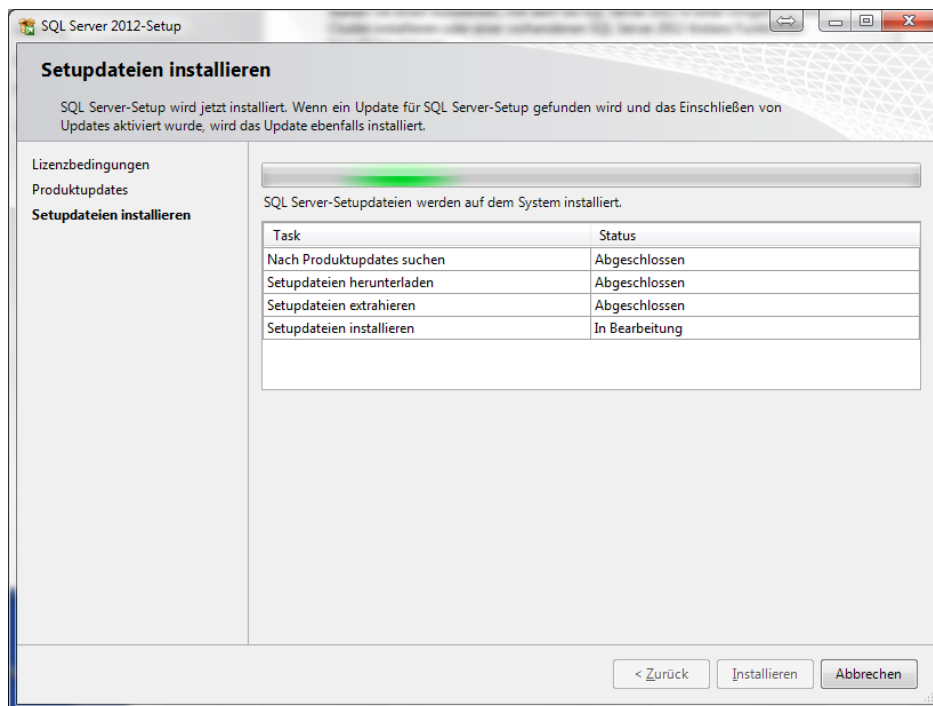 SQL Server 2012-Setup
Setupdateien installieren
SQL Server-Setup wird jetzt installiert. Wenn ein Update für SQL Server-Setup gefunden wird und das Einschließen von
Updates aktiviert wurde, wird das Update ebenfalls installiert.
Lizenzbedingungen
Produktupdates
Setupdateien installieren
SQL Server-Setupdateien werden auf dem System installiert.
Task Status
Nach Produktupdates suchen Abgeschlossen
Setupdateien herunterladen Abgeschlossen
Setupdateien extrahieren Abgeschlossen
Setupdateien installieren In Bearbeitung
< Zurück Installieren Abbrechen